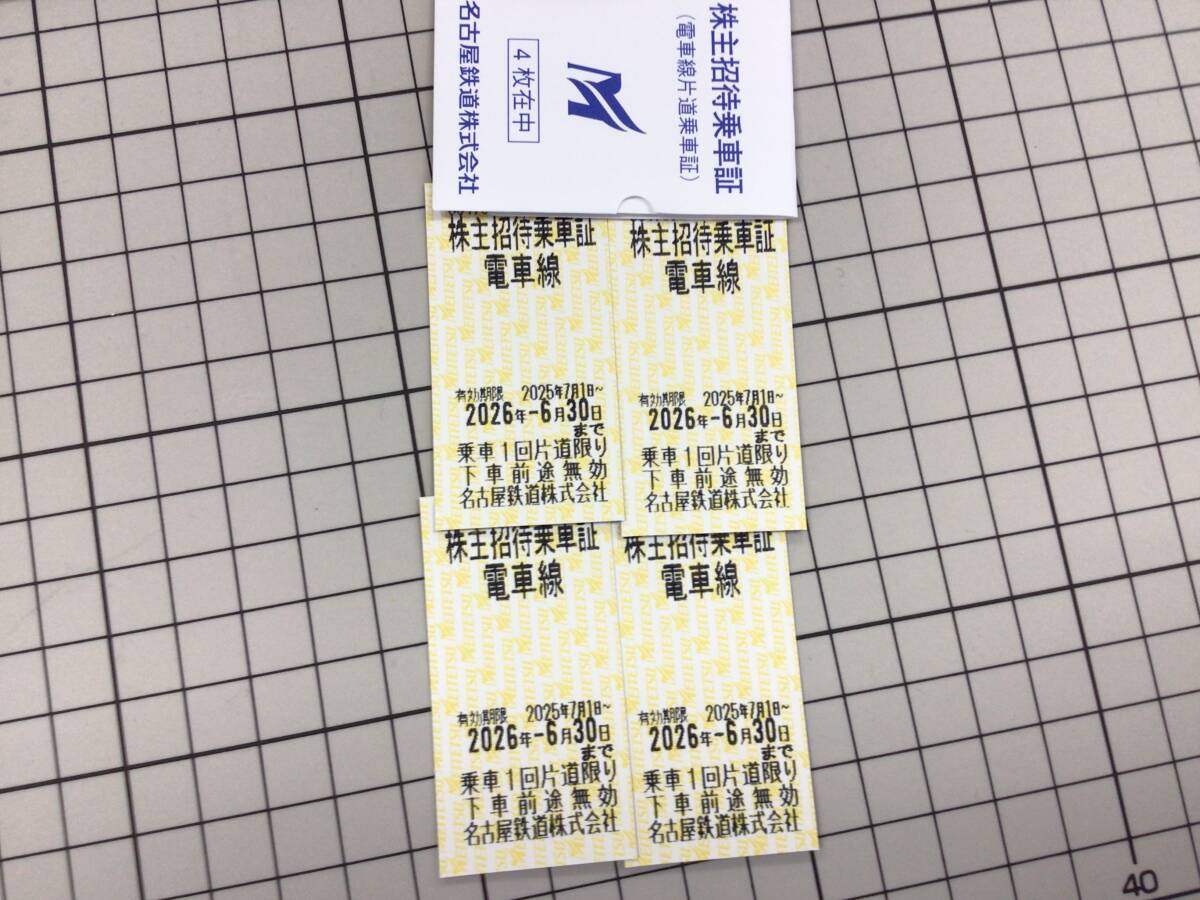 株主招待乗車証
(電車線片道乗車証)
4枚在中
名古屋鉄道株式会社
株主招待乗車証
電車線
有効期限 2025年7月1日~
2026年-6月30日
まで
乗車1回片道限り
下車前途無効
名古屋鉄道株式会社
株主招待乗車証
電車線
有効期限 2025年7月1日~
2026年-6月30日
まで
乗車1回片道限り
下車前途無効
名古屋鉄道株式会社
株主招待乗車証
電車線
有効期限 2025年7月1日~
2026年-6月30日
まで
乗車1回片道限り
下車前途無効
名古屋鉄道株式会社
株主招待乗車証
電車線
有効期限 2025年7月1日~
2026年-6月30日
まで
乗車1回片道限り
下車前途無効
名古屋鉄道株式会社
40